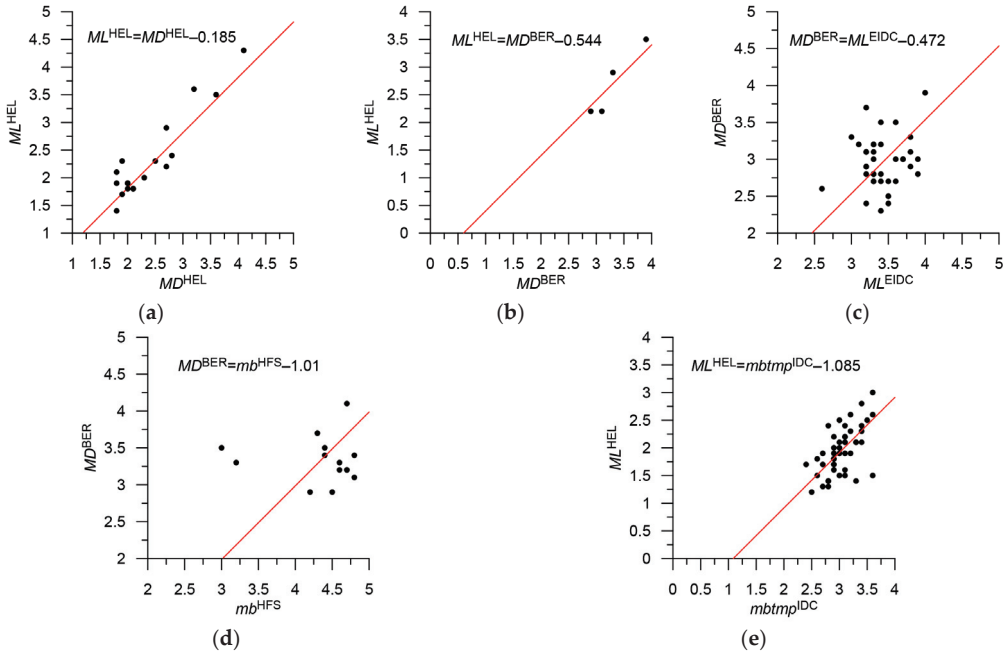 ML^HEL=MD^HEL–0.185
5
4.5
4
3.5
3
2.5
2
1.5
1
ML^HEL
1 1.5 2 2.5 3 3.5 4 4.5 5
MD^HEL
(a)
ML^HEL=MD^BER–0.544
4
3.5
3
2.5
2
1.5
1
0.5
0
ML^HEL
0 0.5 1 1.5 2 2.5 3 3.5 4
MD^BER
(b)
MD^BER=ML^EIDC–0.472
5
4.5
4
3.5
3
2.5
2
MD^BER
2 2.5 3 3.5 4 4.5 5
ML^EIDC
(c)
MD^BER=mb^HFS–1.01
5
4.5
4
3.5
3
2.5
2
MD^BER
2 2.5 3 3.5 4 4.5 5
mb^HFS
(d)
ML^HEL=mbtmp^IDC–1.085
4
3.5
3
2.5
2
1.5
1
0.5
0
ML^HEL
0 0.5 1 1.5 2 2.5 3 3.5 4
mbtmp^IDC
(e)